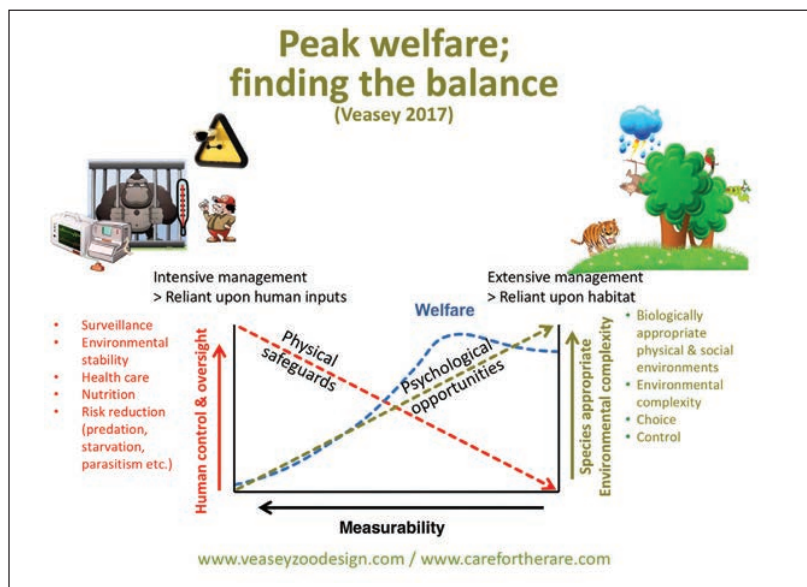 Peak welfare;
finding the balance
(Veasey 2017)
Intensive management
> Reliant upon human inputs
Extensive management
> Reliant upon habitat
• Surveillance
• Environmental
stability
• Health care
• Nutrition
• Risk reduction
(predation,
starvation,
parasitism etc.)
Human control & oversight
Physical
safeguards
Welfare
Psychological
opportunities
Species appropriate
Environmental complexity
• Biologically
appropriate
physical & social
environments
• Environmental
complexity
• Choice
• Control
Measurability
www.veaseyzoodesign.com / www.carefortherare.com